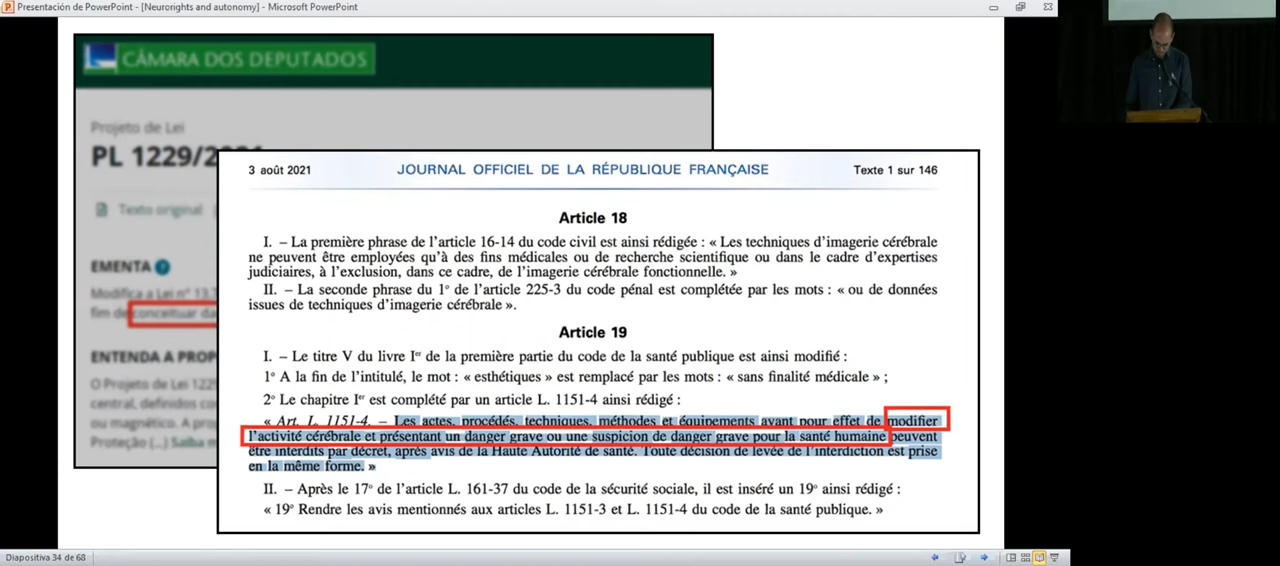 Presentación de PowerPoint - [Neurorights and autonomy] - Microsoft PowerPoint
CÂMARA DOS DEPUTADOS
Projeto de Lei
PL 1229/2
Texto original
EMENTA
Modifica a Lei n° 13.7
fim de conceituar da
ENTENDA A PROP
O Projeto de Lei 122
central, definidos co
ou magnético. A pro
Proteção (...) Saiba m
3 août 2021
JOURNAL OFFICIEL DE LA RÉPUBLIQUE FRANÇAISE
Texte 1 sur 146
Article 18
I. – La première phrase de l'article 16-14 du code civil est ainsi rédigée : « Les techniques d'imagerie cérébrale
ne peuvent être employées qu'à des fins médicales ou de recherche scientifique ou dans le cadre d'expertises
judiciaires, à l'exclusion, dans ce cadre, de l'imagerie cérébrale fonctionnelle. »
II. – La seconde phrase du 1° de l'article 225-3 du code pénal est complétée par les mots : « ou de données
issues de techniques d'imagerie cérébrale ».
Article 19
I. – Le titre V du livre Ier de la première partie du code de la santé publique est ainsi modifié :
1° A la fin de l'intitulé, le mot : « esthétiques » est remplacé par les mots : « sans finalité médicale » ;
2° Le chapitre Ier est complété par un article L. 1151-4 ainsi rédigé :
« Art. L. 1151-4. – Les actes, procédés, techniques, méthodes et équipements ayant pour effet de modifier
l'activité cérébrale et présentant un danger grave ou une suspicion de danger grave pour la santé humaine peuvent
être interdits par décret, après avis de la Haute Autorité de santé. Toute décision de levée de l'interdiction est prise
en la même forme. »
II. – Après le 17° de l'article L. 161-37 du code de la sécurité sociale, il est inséré un 19° ainsi rédigé :
« 19° Rendre les avis mentionnés aux articles L. 1151-3 et L. 1151-4 du code de la santé publique. »
Diapositiva 34 de 68